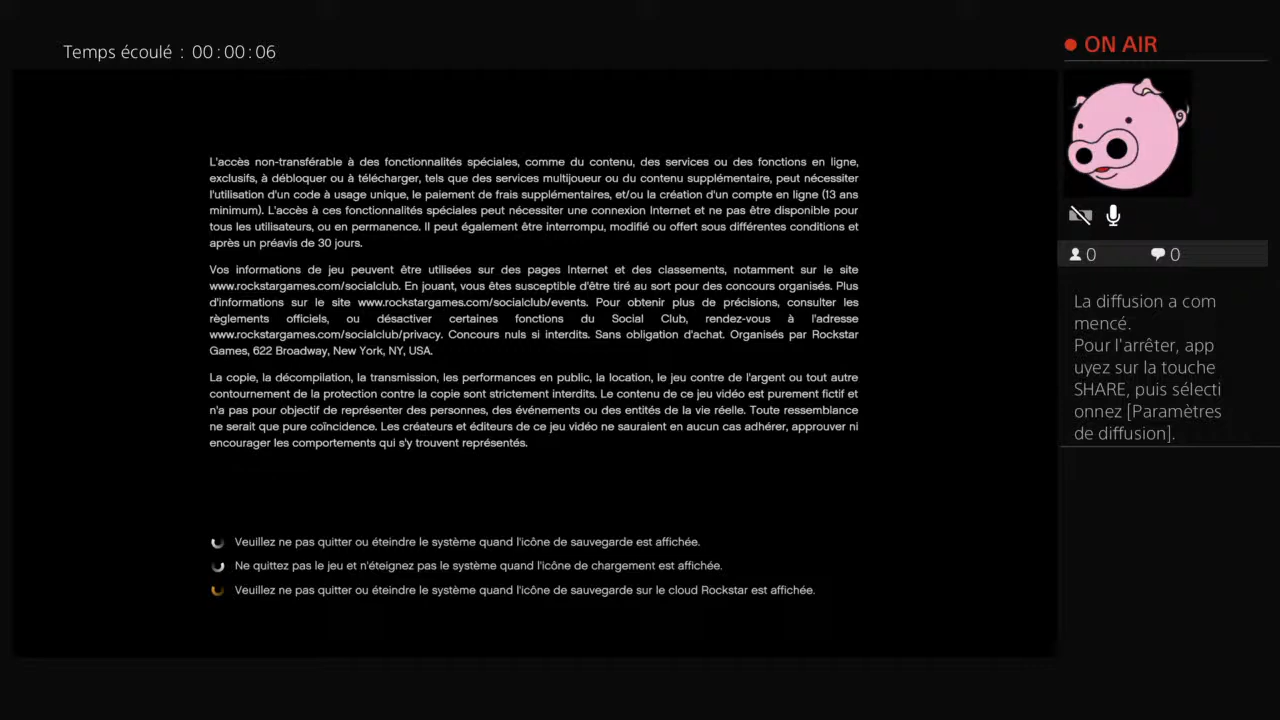 Temps écoulé : 00:00:06
ON AIR
L'accès non-transférable à des fonctionnalités spéciales, comme du contenu, des services ou des fonctions en ligne,
exclusifs, à débloquer ou à télécharger, tels que des services multijoueur ou du contenu supplémentaire, peut nécessiter
l'utilisation d'un code à usage unique, le paiement de frais supplémentaires, et/ou la création d'un compte en ligne (13 ans
minimum). L'accès à ces fonctionnalités spéciales peut nécessiter une connexion Internet et ne pas être disponible pour
tous les utilisateurs, ou en permanence. Il peut également être interrompu, modifié ou offert sous différentes conditions et
après un préavis de 30 jours.
Vos informations de jeu peuvent être utilisées sur des pages Internet et des classements, notamment sur le site
www.rockstargames.com/socialclub. En jouant, vous êtes susceptible d'être tiré au sort pour des concours organisés. Plus
d'informations sur le site www.rockstargames.com/socialclub/events. Pour obtenir plus de précisions, consulter les
règlements officiels, ou désactiver certaines fonctions du Social Club, rendez-vous à l'adresse
www.rockstargames.com/socialclub/privacy. Concours nuls si interdits. Sans obligation d'achat. Organisés par Rockstar
Games, 622 Broadway, New York, NY, USA.
La copie, la décompilation, la transmission, les performances en public, la location, le jeu contre de l'argent ou tout autre
contournement de la protection contre la copie sont strictement interdits. Le contenu de ce jeu vidéo est purement fictif et
n'a pas pour objectif de représenter des personnes, des événements ou des entités de la vie réelle. Toute ressemblance
ne serait que pure coïncidence. Les créateurs et éditeurs de ce jeu vidéo ne sauraient en aucun cas adhérer, approuver ni
encourager les comportements qui s'y trouvent représentés.
Veuillez ne pas quitter ou éteindre le système quand l'icône de sauvegarde est affichée.
Ne quittez pas le jeu et n'éteignez pas le système quand l'icône de chargement est affichée.
Veuillez ne pas quitter ou éteindre le système quand l'icône de sauvegarde sur le cloud Rockstar est affichée.
0 0
La diffusion a com
mencé.
Pour l'arrêter, app
uyez sur la touche
SHARE, puis sélecti
onnez [Paramètres
de diffusion].